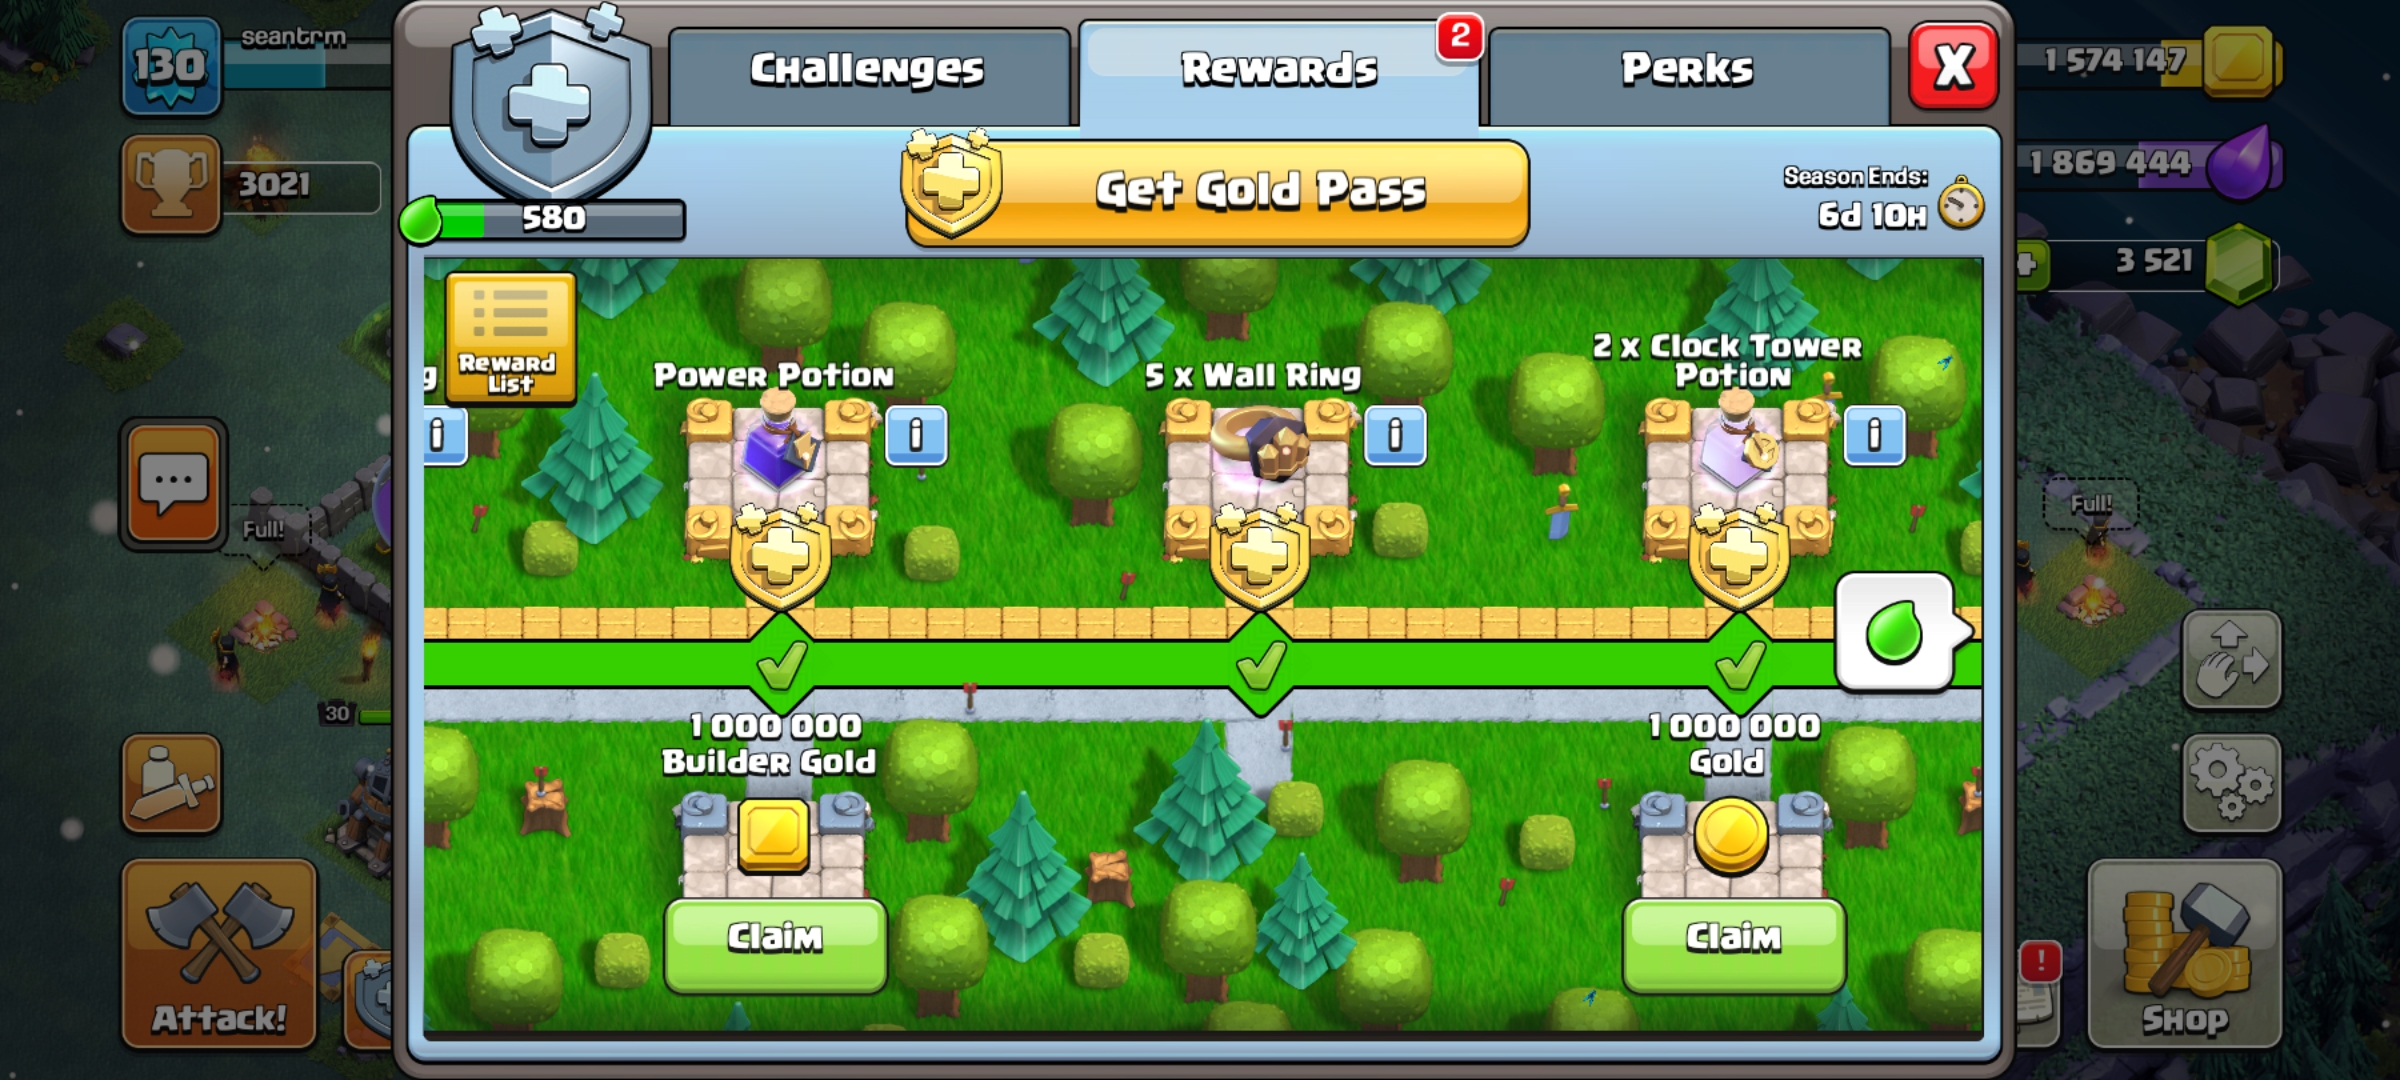 130
seantrm
Challenges
Rewards
2
Perks
X
1 574 147
3021
580
Get Gold Pass
Season Ends:
6d 10H
1 869 444
3 521
Reward
List
g
Power Potion
5 x Wall Ring
2 x Clock Tower
Potion
i
i
i
i
Full!
Full!
30
1 000 000
Builder Gold
1 000 000
Gold
Claim
Claim
Attack!
!
Shop